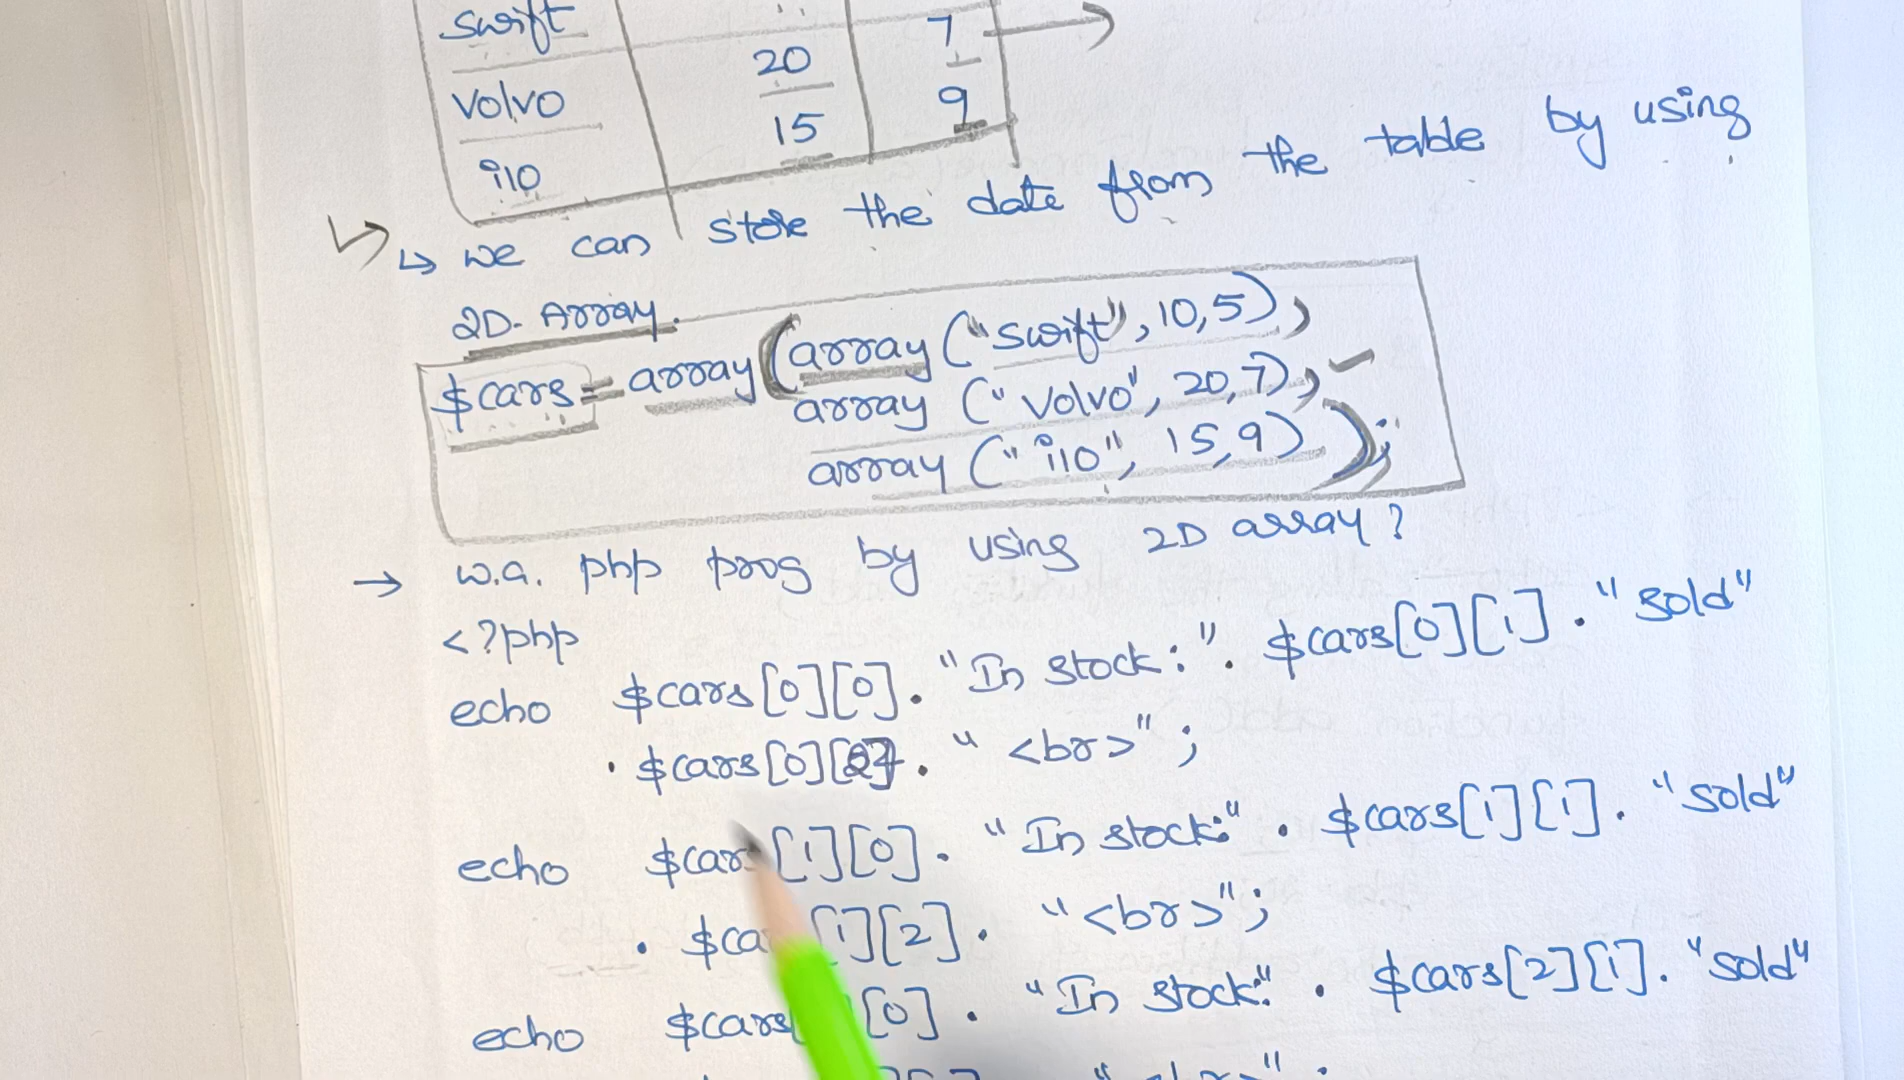 swift
20 7
Volvo
15 9
i10
↳ we can store the date from the table by using
2D-Array.
$cars = array(array("swift", 10,5),
array ("Volvo", 20,7),
array ("i10", 15,9) );
→ w.a. php prog by using 2D array?
<?php
echo $cars[0][0]. "In stock:". $cars[0][1]. "sold"
. $cars[0][2]. "<br>";
echo $cars[1][0]. "In stock:" . $cars[1][1]. "sold"
. $ca [1][2]. "<br>";
echo $cars [0]. "In stock:" . $cars[2][1]. "sold"